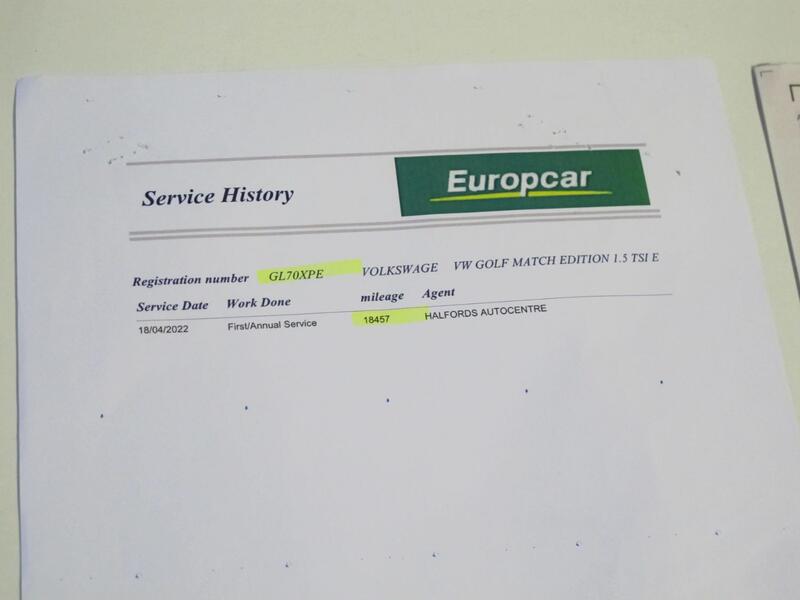 Service History
Europcar
Registration number GL70XPE VOLKSWAGE VW GOLF MATCH EDITION 1.5 TSI E
Service Date Work Done mileage Agent
18/04/2022 First/Annual Service 18457 HALFORDS AUTOCENTRE